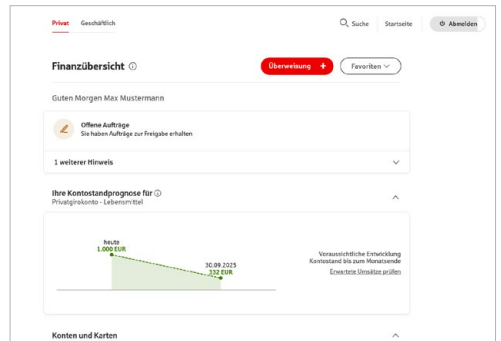 Privat Geschäftlich Suche Startseite Abmelden
Finanzübersicht Überweisung + Favoriten
Guten Morgen Max Mustermann
Offene Aufträge
Sie haben Aufträge zur Freigabe erhalten
1 weiterer Hinweis
Ihre Kontostandprognose für
Privatgirokonto - Lebensmittel
heute
1.000 EUR
30.09.2025
332 EUR
Voraussichtliche Entwicklung
Kontostand bis zum Monatsende
Erwartete Umsätze prüfen
Konten und Karten